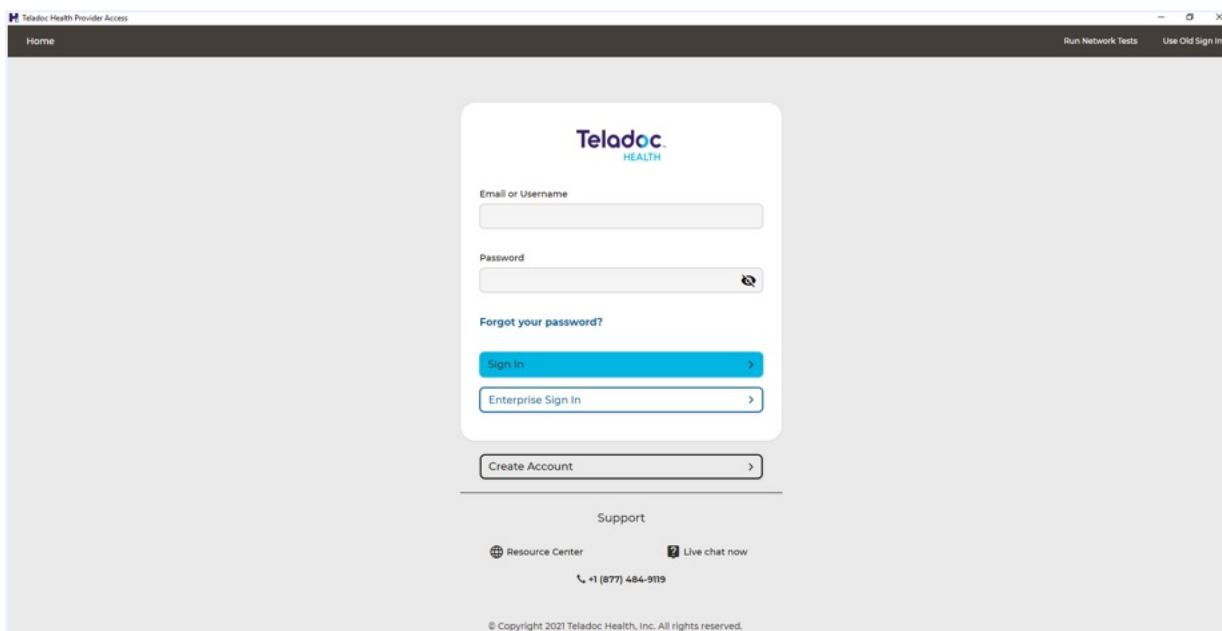 Teladoc Health Provider Access
Home Run Network Tests Use Old Sign In
Teladoc
HEALTH
Email or Username
Password
Forgot your password?
Sign In
Enterprise Sign In
Create Account
Support
Resource Center Live chat now
+1 (877) 484-9119
© Copyright 2021 Teladoc Health, Inc. All rights reserved.